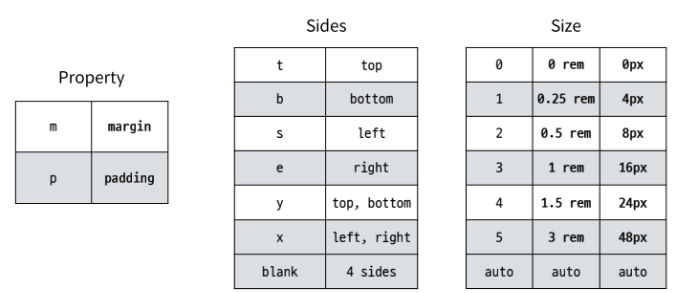 Property
m margin
p padding
Sides
t top
b bottom
s left
e right
y top, bottom
x left, right
blank 4 sides
Size
0 0 rem 0px
1 0.25 rem 4px
2 0.5 rem 8px
3 1 rem 16px
4 1.5 rem 24px
5 3 rem 48px
auto auto auto